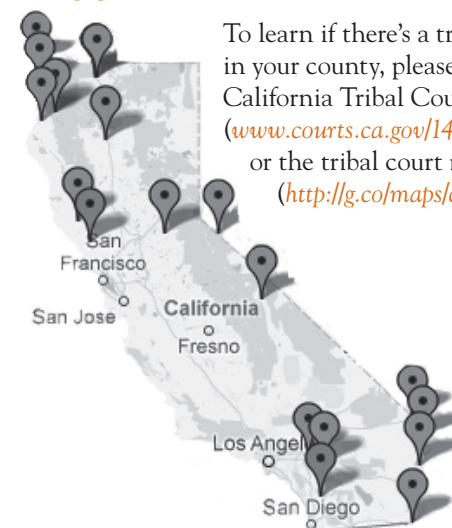 To learn if there's a tr
in your county, please
California Tribal Cou
(www.courts.ca.gov/14
or the tribal court
(http://g.co/maps/
San
Francisco
San Jose
California
Fresno
Los Angel
San Diego